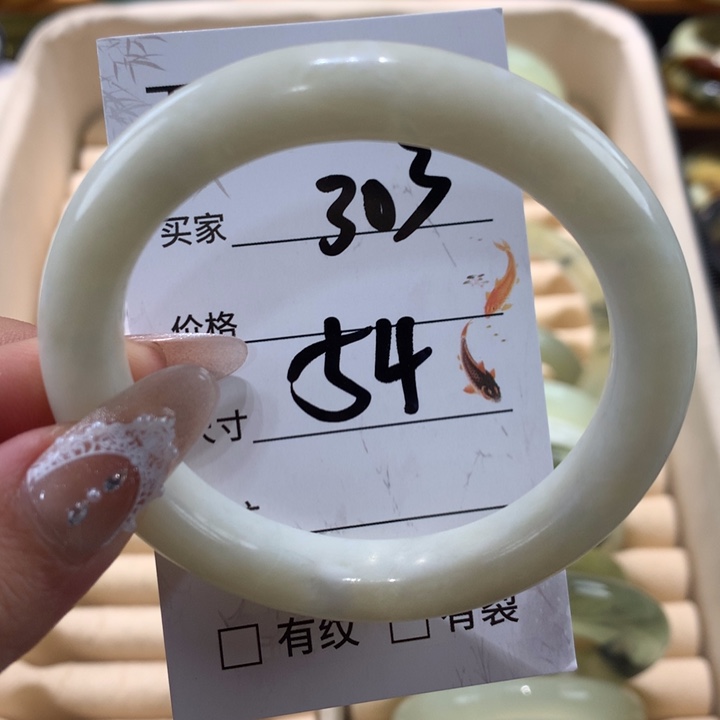 买家 303
价格
54
寸
有纹 有裂